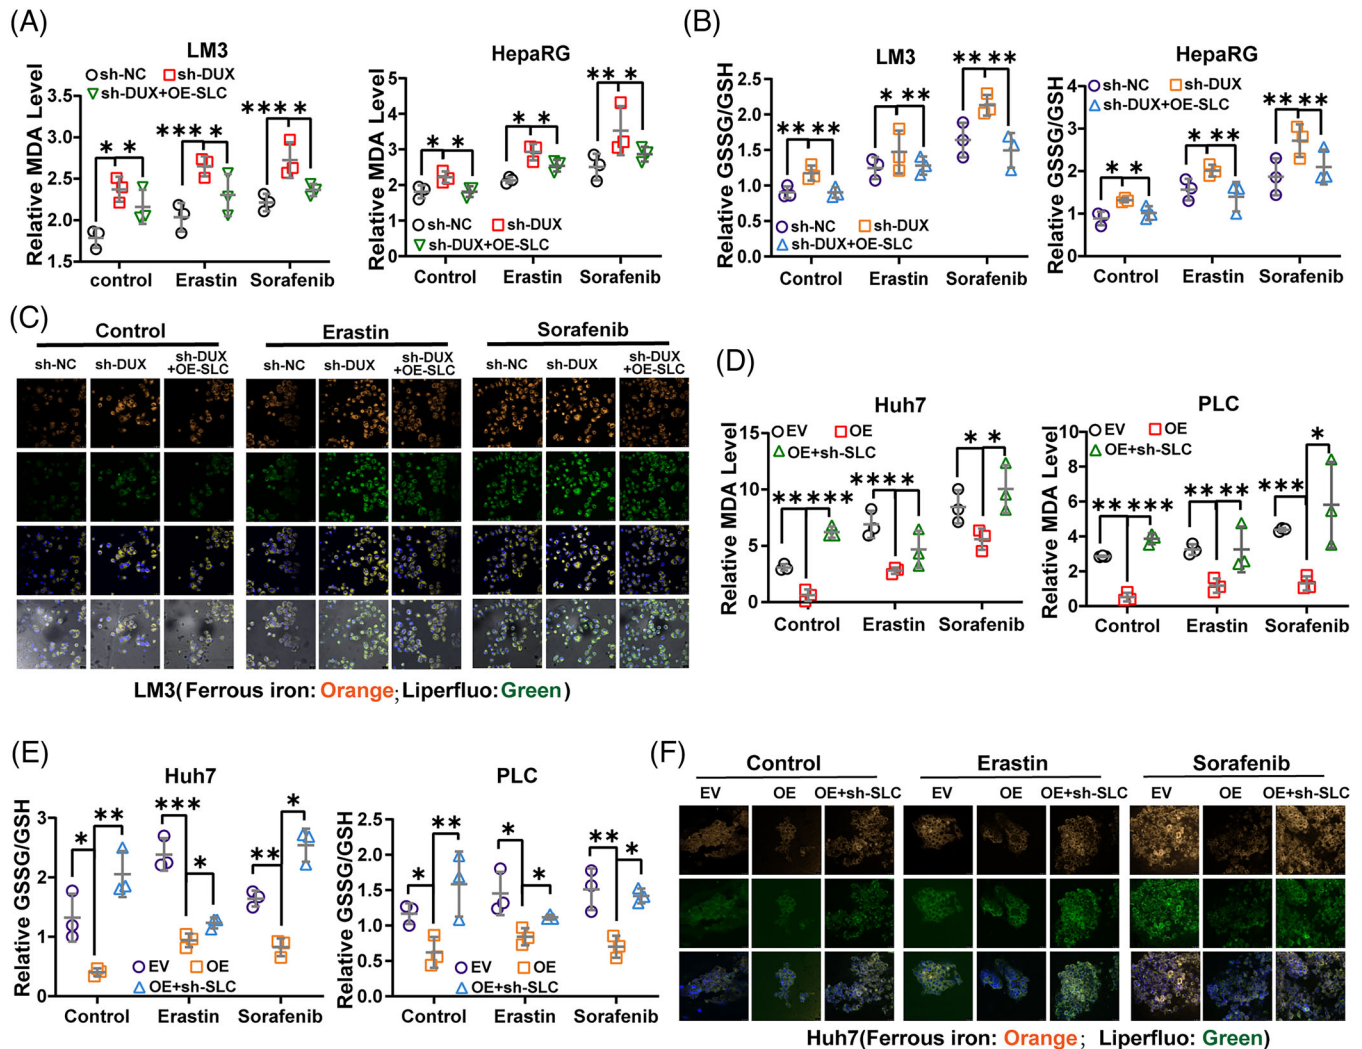 (A)
LM3
sh-NC sh-DUX
sh-DUX+OE-SLC
Relative MDA Level
3.5
3.0
2.5
2.0
1.5
* *
*** *
*** *
control Erastin Sorafenib
HepaRG
Relative MDA Level
5
4
3
2
1
0
* *
* *
** *
sh-NC sh-DUX
sh-DUX+OE-SLC
Control Erastin Sorafenib
(B)
LM3
Relative GSSG/GSH
2.5
2.0
1.5
1.0
0.5
0.0
** **
* **
** **
sh-NC sh-DUX
sh-DUX+OE-SLC
Control Erastin Sorafenib
HepaRG
sh-NC sh-DUX
sh-DUX+OE-SLC
Relative GSSG/GSH
4
3
2
1
0
* *
* **
** **
Control Erastin Sorafenib
(C)
Control Erastin Sorafenib
sh-NC sh-DUX sh-DUX +OE-SLC sh-NC sh-DUX sh-DUX +OE-SLC sh-NC sh-DUX sh-DUX +OE-SLC
LM3(Ferrous iron: Orange; Liperfluo: Green)
(D)
Huh7
EV OE
OE+sh-SLC
Relative MDA Level
15
10
5
0
** ***
*** *
* *
Control Erastin Sorafenib
PLC
EV OE
OE+sh-SLC
Relative MDA Level
10
8
6
4
2
0
** ***
** **
*** *
Control Erastin Sorafenib
(E)
Huh7
Relative GSSG/GSH
3
2
1
0
* **
*** *
** *
EV OE
OE+sh-SLC
Control Erastin Sorafenib
PLC
Relative GSSG/GSH
2.5
2.0
1.5
1.0
0.5
0.0
* **
* *
** *
EV OE
OE+sh-SLC
Control Erastin Sorafenib
(F)
Control Erastin Sorafenib
EV OE OE+sh-SLC EV OE OE+sh-SLC EV OE OE+sh-SLC
Huh7(Ferrous iron: Orange; Liperfluo: Green)